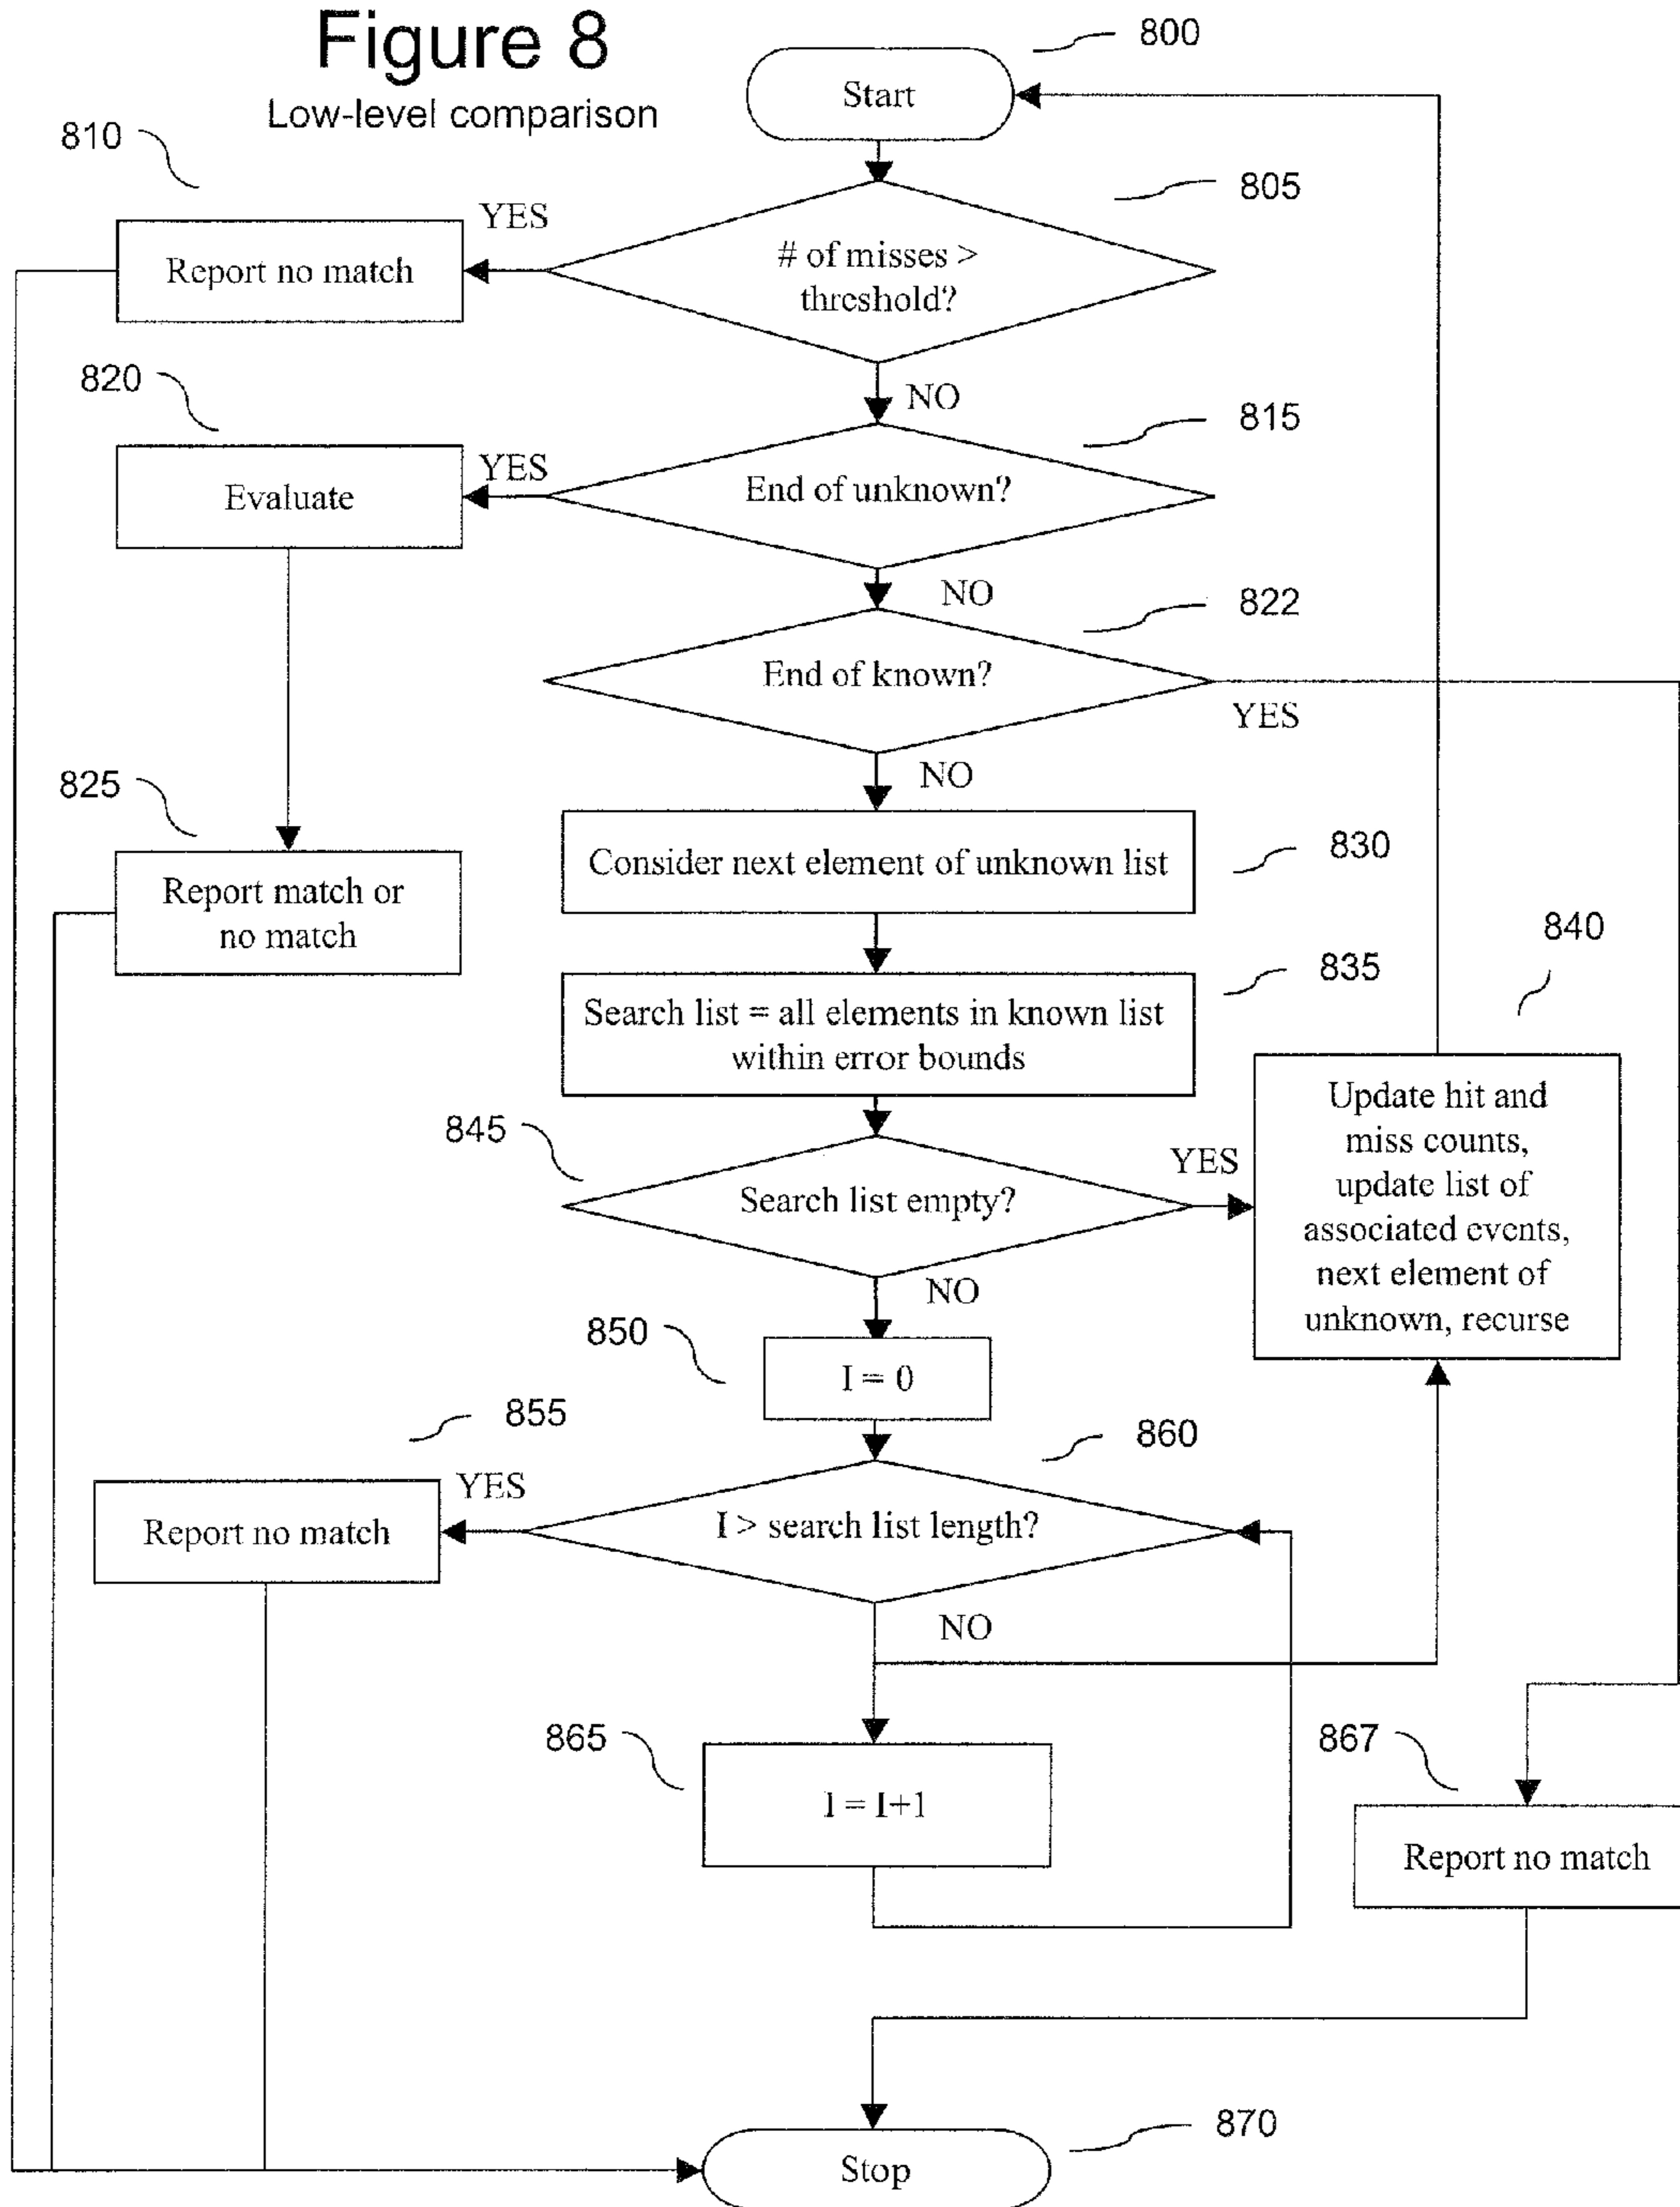 Figure 8
Low-level comparison
800
Start
810
805
YES
Report no match
# of misses >
threshold?
820
NO
815
YES
Evaluate
End of unknown?
NO
822
End of known?
YES
825
NO
Report match or
no match
Consider next element of unknown list
830
840
835
Search list = all elements in known list
within error bounds
845
YES
Search list empty?
Update hit and
miss counts,
update list of
associated events,
next element of
unknown, recurse
NO
850
I = 0
855
860
YES
Report no match
I > search list length?
NO
865
I = I+1
867
Report no match
870
Stop